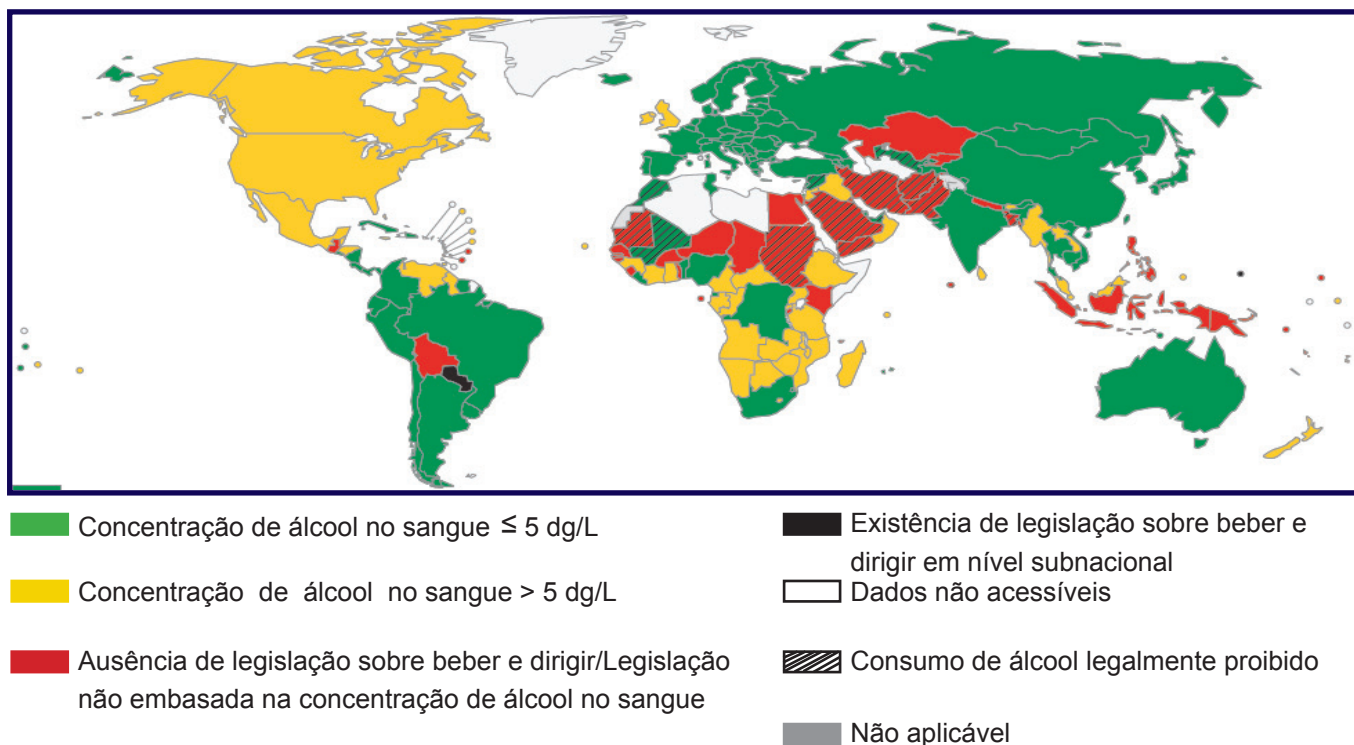 Concentração de álcool no sangue ≤ 5 dg/L
Concentração de álcool no sangue > 5 dg/L
Ausência de legislação sobre beber e dirigir/Legislação
não embasada na concentração de álcool no sangue
Existência de legislação sobre beber e
dirigir em nível subnacional
Dados não acessíveis
Consumo de álcool legalmente proibido
Não aplicável